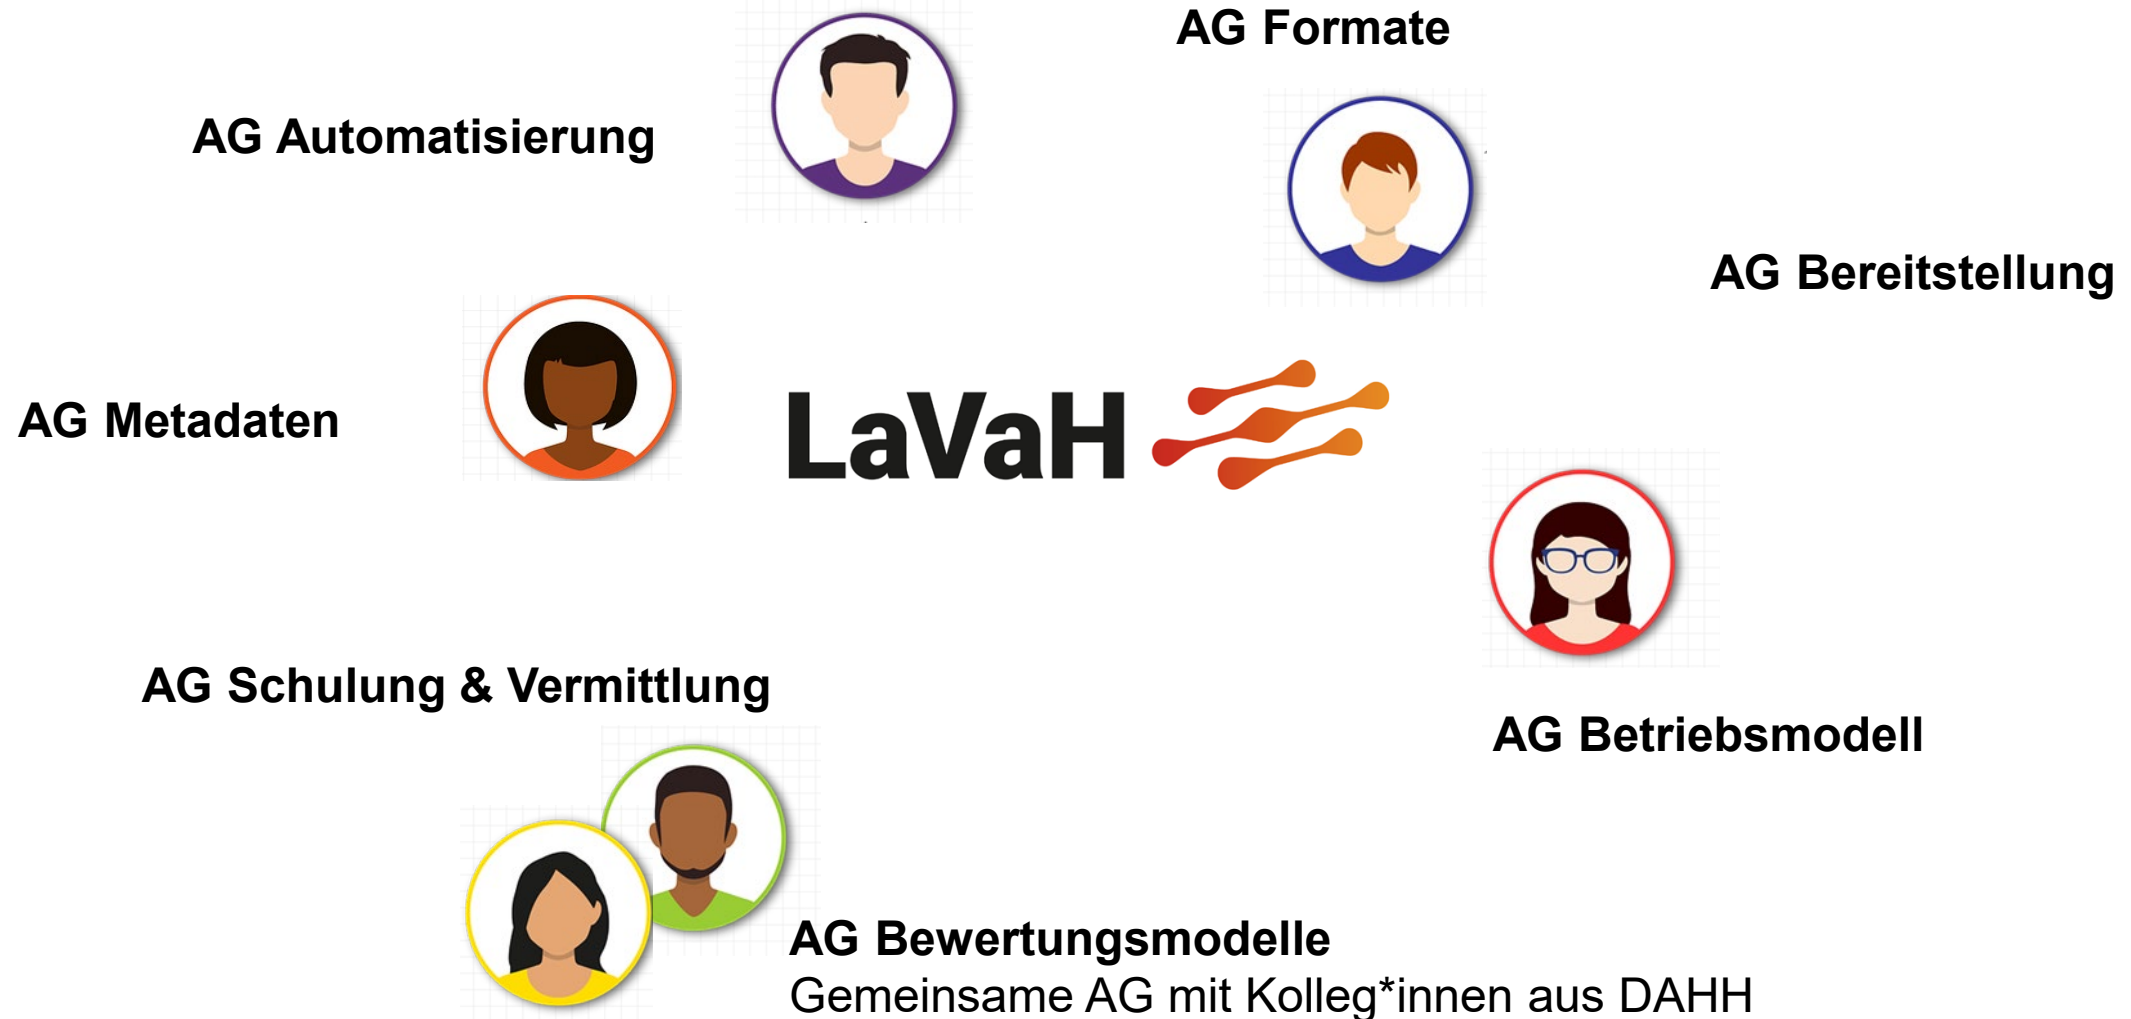 AG Formate
AG Automatisierung
AG Bereitstellung
AG Metadaten
LaVaH
AG Schulung & Vermittlung
AG Betriebsmodell
AG Bewertungsmodelle
Gemeinsame AG mit Kolleg*innen aus DAHH